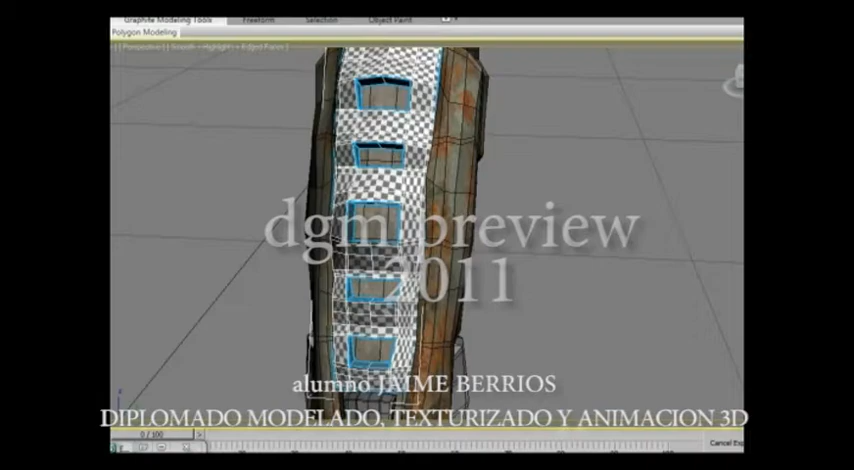 Graphite Modeling Tools Freeform Selection Object Paint
Polygon Modeling
dgm preview
2011
alumno JAIME BERRIOS
DIPLOMADO MODELADO, TEXTURIZADO Y ANIMACION 3D
0 / 100